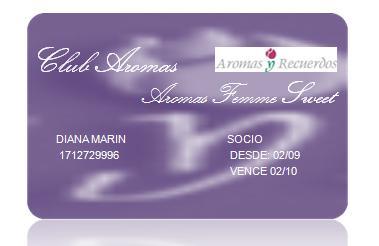 Club Aromas
Aromas y Recuerdos
Aromas Femme Sweet
DIANA MARIN
1712729996
SOCIO
DESDE: 02/09
VENCE 02/10